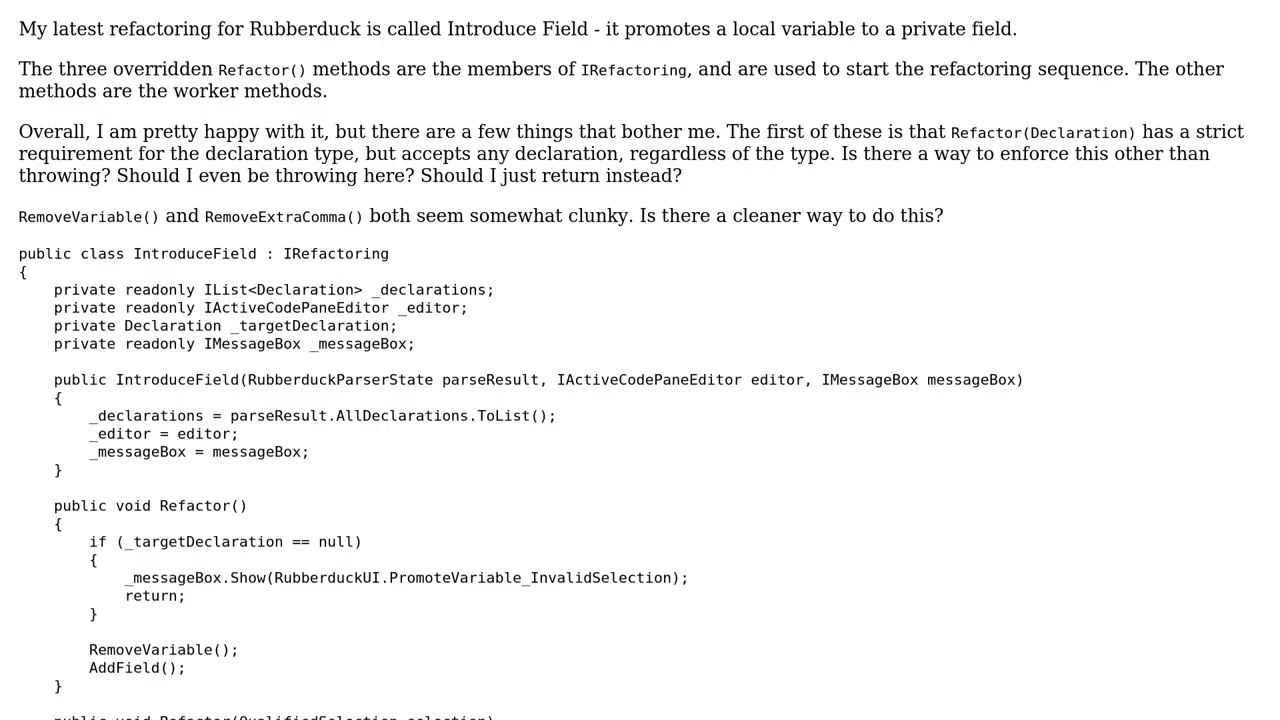 My latest refactoring for Rubberduck is called Introduce Field - it promotes a local variable to a private field.
The three overridden Refactor() methods are the members of IRefactoring, and are used to start the refactoring sequence. The other
methods are the worker methods.
Overall, I am pretty happy with it, but there are a few things that bother me. The first of these is that Refactor(Declaration) has a strict
requirement for the declaration type, but accepts any declaration, regardless of the type. Is there a way to enforce this other than
throwing? Should I even be throwing here? Should I just return instead?
RemoveVariable() and RemoveExtraComma() both seem somewhat clunky. Is there a cleaner way to do this?
public class IntroduceField : IRefactoring
{
    private readonly IList<Declaration> _declarations;
    private readonly IActiveCodePaneEditor _editor;
    private Declaration _targetDeclaration;
    private readonly IMessageBox _messageBox;
    public IntroduceField(RubberduckParserState parseResult, IActiveCodePaneEditor editor, IMessageBox messageBox)
    {
        _declarations = parseResult.AllDeclarations.ToList();
        _editor = editor;
        _messageBox = messageBox;
    }
    public void Refactor()
    {
        if (_targetDeclaration == null)
        {
            _messageBox.Show(RubberduckUI.PromoteVariable_InvalidSelection);
            return;
        }
        RemoveVariable();
        AddField();
    }
    public void Refactor(QualifiedSelection selection)